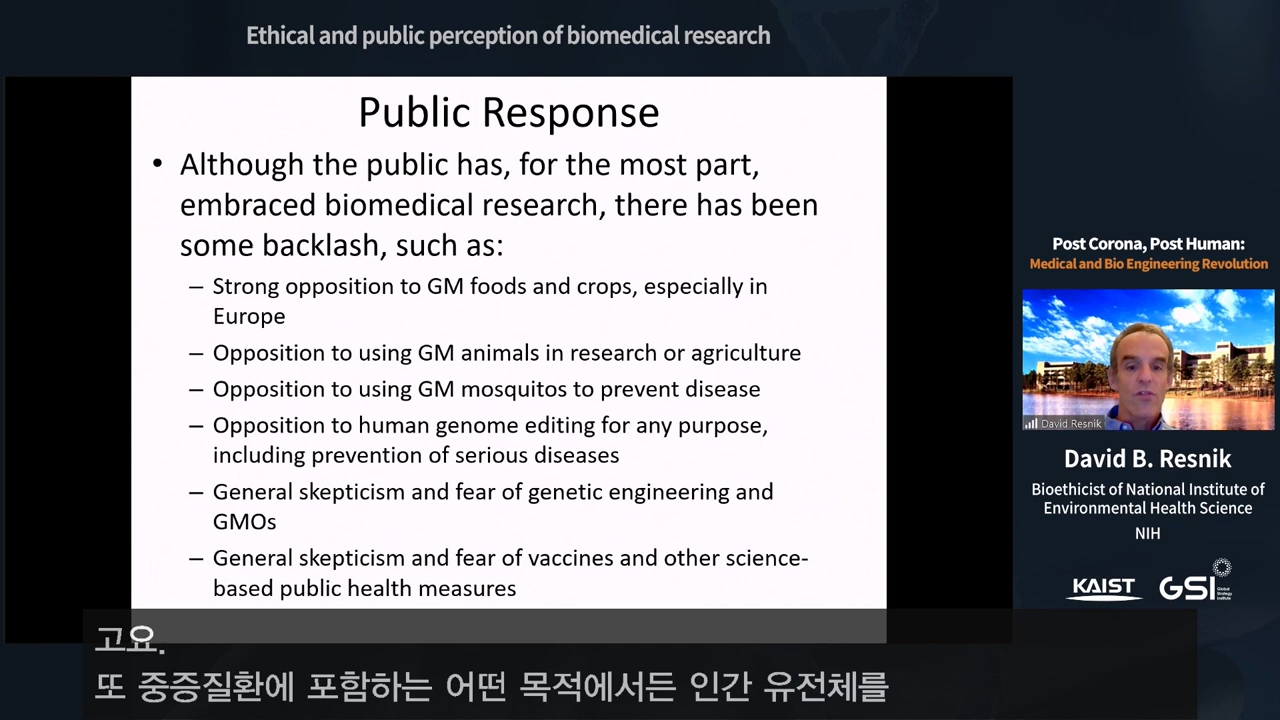 Ethical and public perception of biomedical research
Public Response
• Although the public has, for the most part,
embraced biomedical research, there has been
some backlash, such as:
– Strong opposition to GM foods and crops, especially in
Europe
– Opposition to using GM animals in research or agriculture
– Opposition to using GM mosquitos to prevent disease
– Opposition to human genome editing for any purpose,
including prevention of serious diseases
– General skepticism and fear of genetic engineering and
GMOs
– General skepticism and fear of vaccines and other science-
based public health measures
Post Corona, Post Human:
Medical and Bio Engineering Revolution
David Resnik
David B. Resnik
Bioethicist of National Institute of
Environmental Health Science
NIH
KAIST
GSI
Global
Strategy
Institute
고요.
또 중증질환에 포함하는 어떤 목적에서든 인간 유전체를